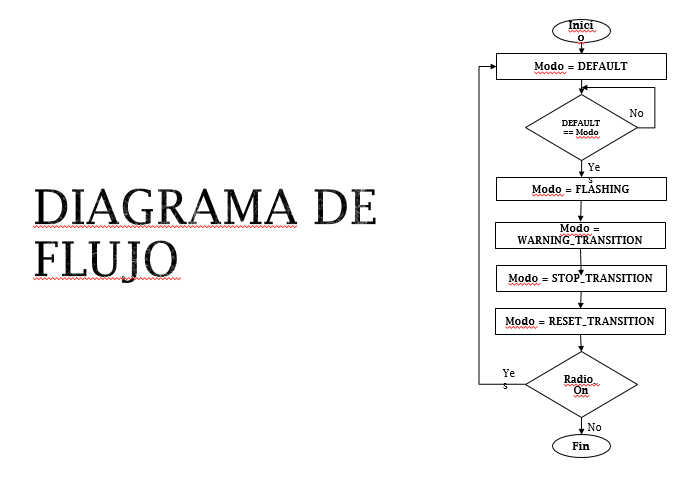 DIAGRAMA DE
FLUJO
Inici
o
Modo = DEFAULT
DEFAULT
== Modo
No
Ye
s
Modo = FLASHING
Modo =
WARNING_TRANSITION
Modo = STOP_TRANSITION
Modo = RESET_TRANSITION
Radio_
On
Ye
s
No
Fin